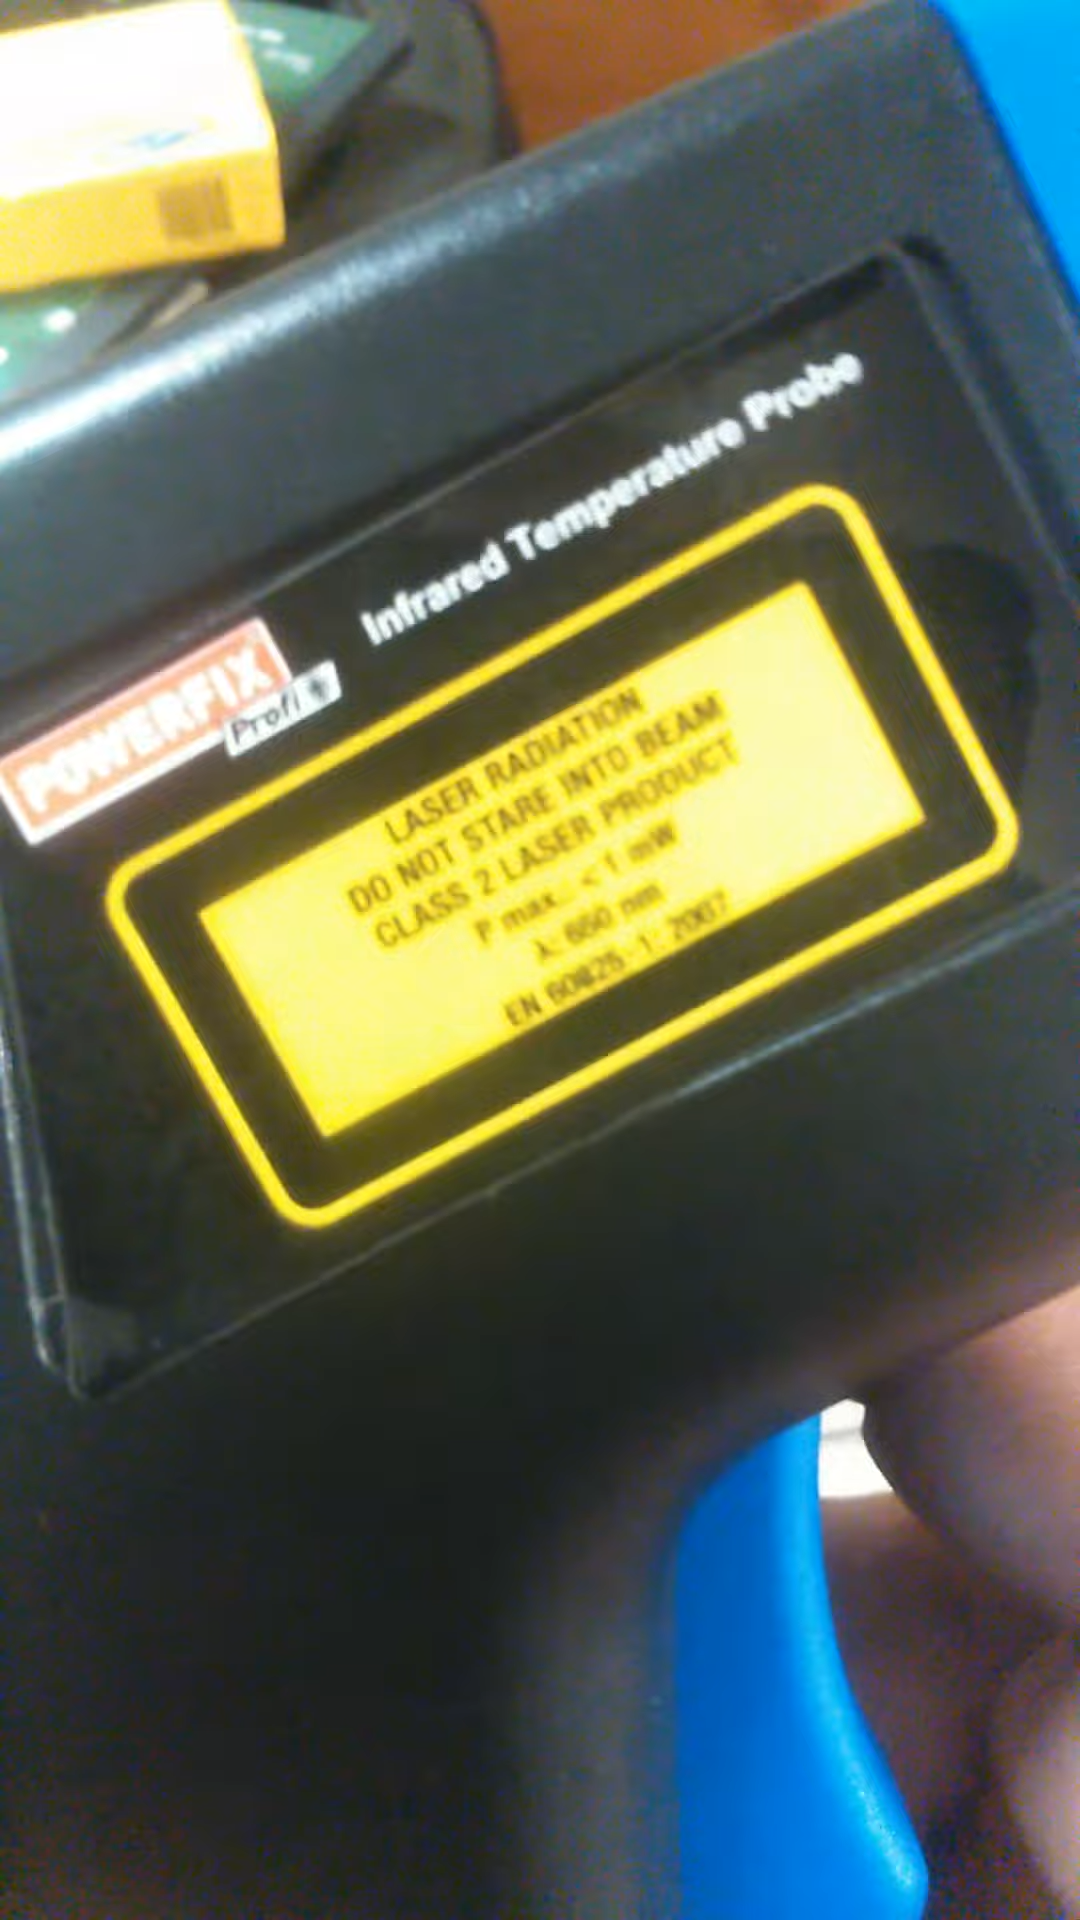 Infrared Temperature Probe
POWERFIX
Profi
LASER RADIATION
DO NOT STARE INTO BEAM
CLASS 2 LASER PRODUCT
P max.: < 1 mW
λ: 650 nm
EN 60825-1: 2007